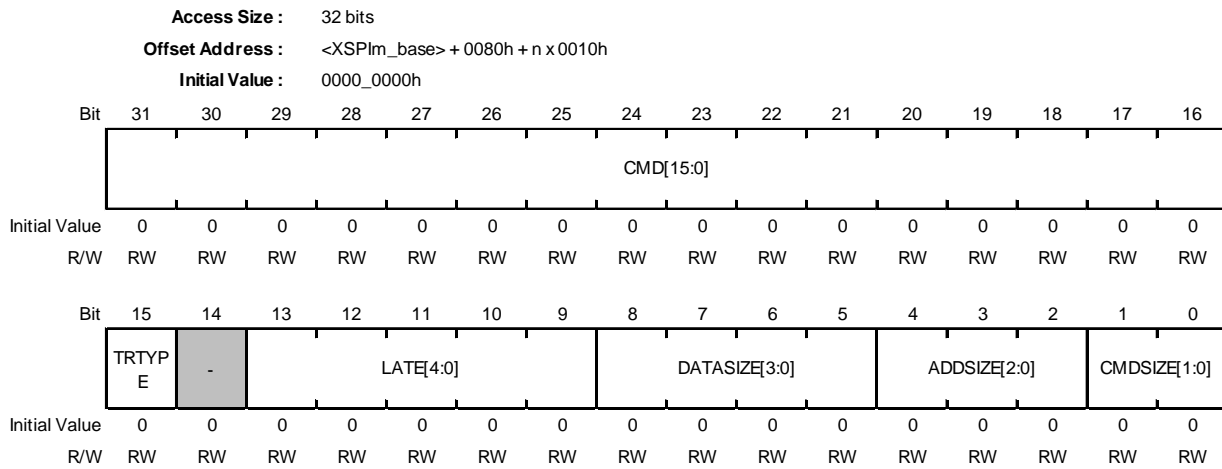 Access Size : 32 bits
Offset Address : <XSPIm_base> + 0080h + n x 0010h
Initial Value : 0000_0000h
Bit 31 30 29 28 27 26 25 24 23 22 21 20 19 18 17 16
CMD[15:0]
Initial Value 0 0 0 0 0 0 0 0 0 0 0 0 0 0 0 0
R/W RW RW RW RW RW RW RW RW RW RW RW RW RW RW RW RW
Bit 15 14 13 12 11 10 9 8 7 6 5 4 3 2 1 0
TRTYP
E - LATE[4:0] DATASIZE[3:0] ADDSIZE[2:0] CMDSIZE[1:0]
Initial Value 0 0 0 0 0 0 0 0 0 0 0 0 0 0 0 0
R/W RW RW RW RW RW RW RW RW RW RW RW RW RW RW RW RW